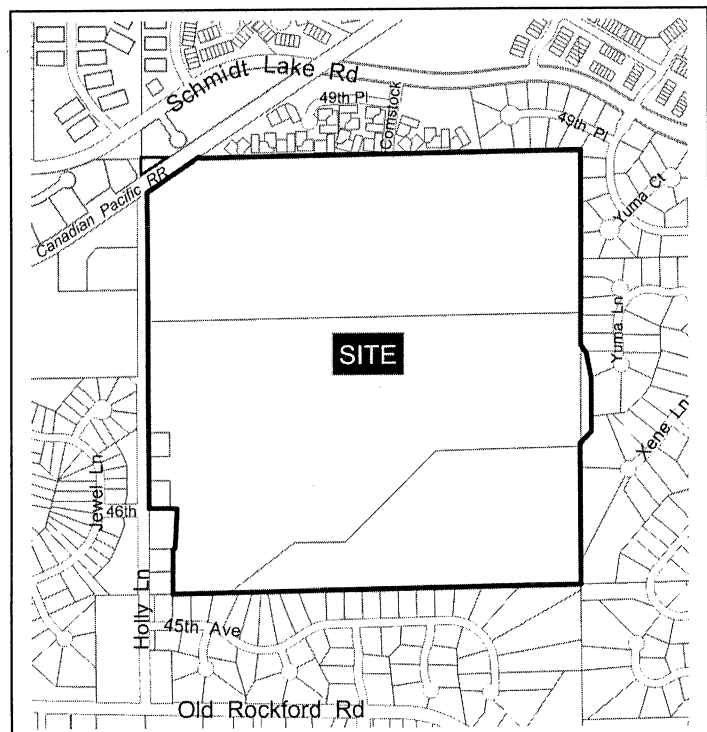 Schmidt Lake Rd
49th Pl
Comstock
49th Pl
Canadian Pacific RR
Yuma Ct
SITE
Yuma Ln
Xene Ln
Jewel Ln
46th
Holly Ln
45th Ave
Old Rockford Rd